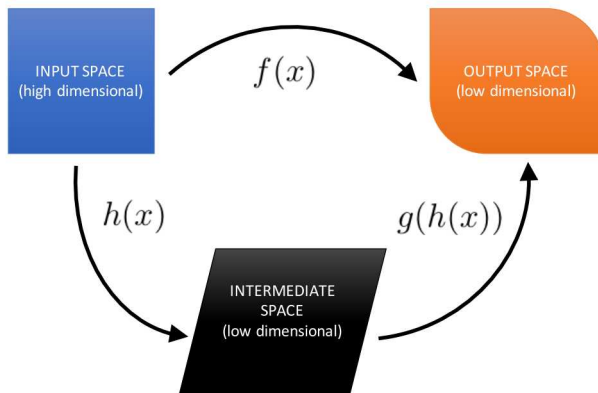 INPUT SPACE
(high dimensional)
f(x)
OUTPUT SPACE
(low dimensional)
h(x)
g(h(x))
INTERMEDIATE
SPACE
(low dimensional)